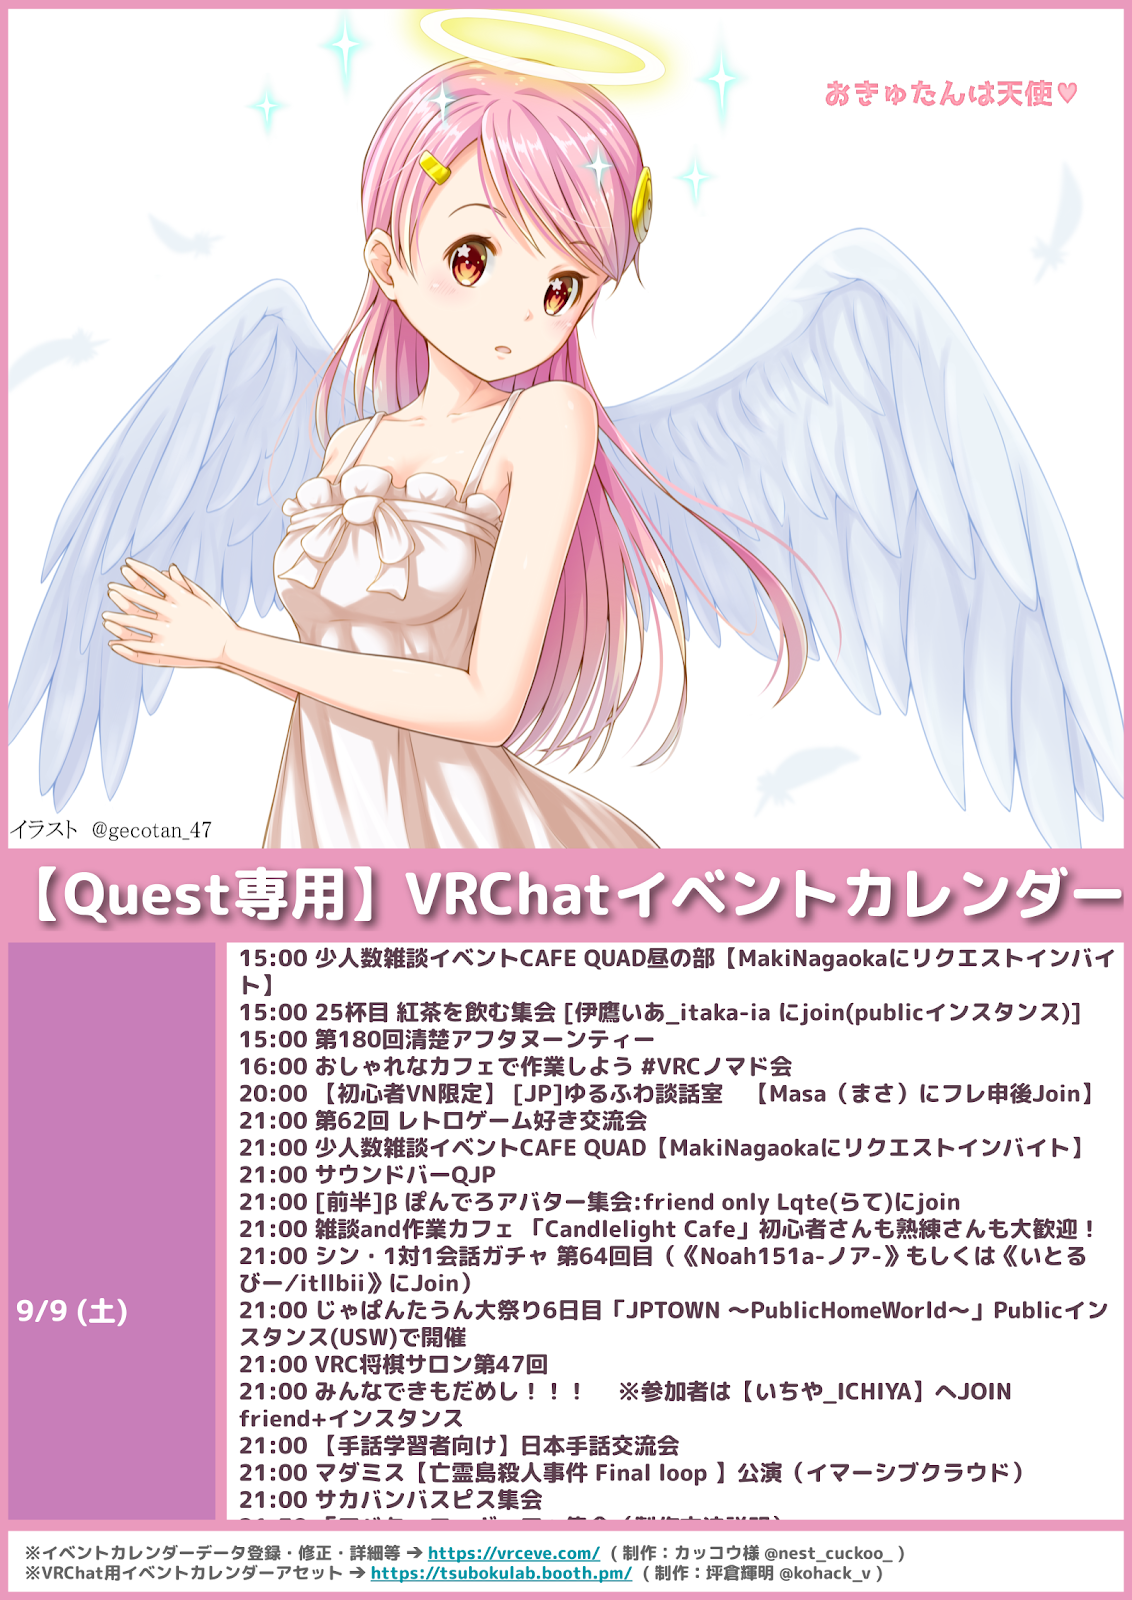 おきゅたんは天使♥
イラスト @gecotan_47
【Quest専用】VRChatイベントカレンダー
9/9 (土)
15:00 少人数雑談イベントCAFE QUAD昼の部【MakiNagaokaにリクエストインバイ
ト】
15:00 25杯目 紅茶を飲む集会 [伊鷹いあ_itaka-ia にjoin(publicインスタンス)]
15:00 第180回清楚アフタヌーンティー
16:00 おしゃれなカフェで作業しよう #VRCノマド会
20:00 【初心者VN限定】 [JP]ゆるふわ談話室 【Masa（まさ）にフレ申後Join】
21:00 第62回 レトロゲーム好き交流会
21:00 少人数雑談イベントCAFE QUAD【MakiNagaokaにリクエストインバイト】
21:00 サウンドバーQJP
21:00 [前半]β ぽんでろアバター集会:friend only Lqte(らて)にjoin
21:00 雑談and作業カフェ 「Candlelight Cafe」初心者さんも熟練さんも大歓迎！
21:00 シン・1対1会話ガチャ 第64回目（《Noah151a-ノア-》もしくは《いとる
びー/itllbii》にJoin）
21:00 じゃぱんたうん大祭り6日目「JPTOWN ～PublicHomeWorld～」Publicイン
スタンス(USW)で開催
21:00 VRC将棋サロン第47回
21:00 みんなできもだめし！！！ ※参加者は【いちや_ICHIYA】へJOIN
friend+インスタンス
21:00 【手話学習者向け】日本手話交流会
21:00 マダミス【亡霊島殺人事件 Final loop 】公演（イマーシブクラウド）
21:00 サカバンバスピス集会
※イベントカレンダーデータ登録・修正・詳細等 ➔ https://vrceve.com/ （制作：カッコウ様 @nest_cuckoo_ ）
※VRChat用イベントカレンダーアセット ➔ https://tsubokulab.booth.pm/ （制作：坪倉輝明 @kohack_v ）